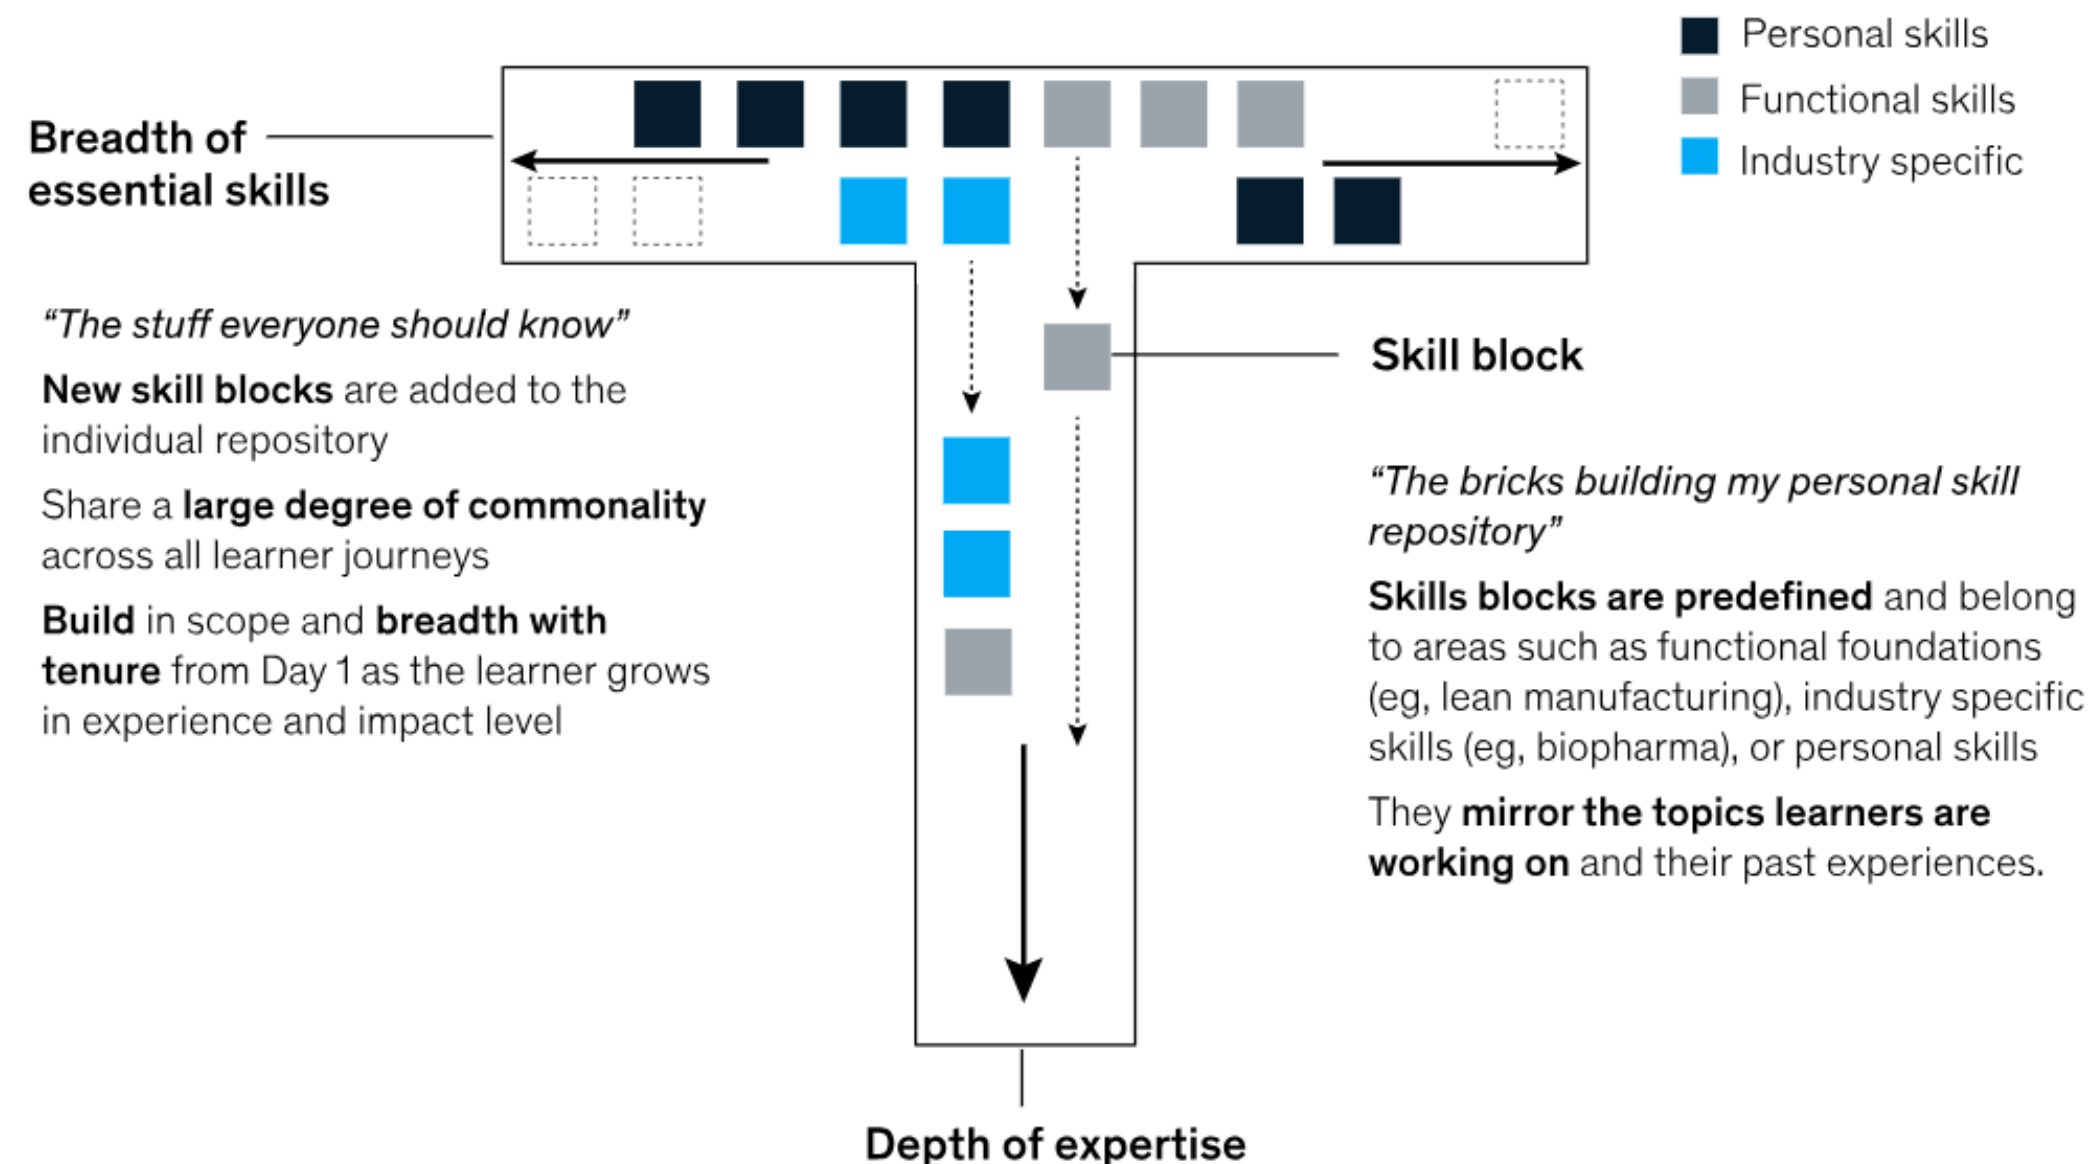 Personal skills
Functional skills
Industry specific
Breadth of
essential skills
“The stuff everyone should know”
New skill blocks are added to the
individual repository
Share a large degree of commonality
across all learner journeys
Build in scope and breadth with
tenure from Day 1 as the learner grows
in experience and impact level
Skill block
“The bricks building my personal skill
repository”
Skills blocks are predefined and belong
to areas such as functional foundations
(eg, lean manufacturing), industry specific
skills (eg, biopharma), or personal skills
They mirror the topics learners are
working on and their past experiences.
Depth of expertise